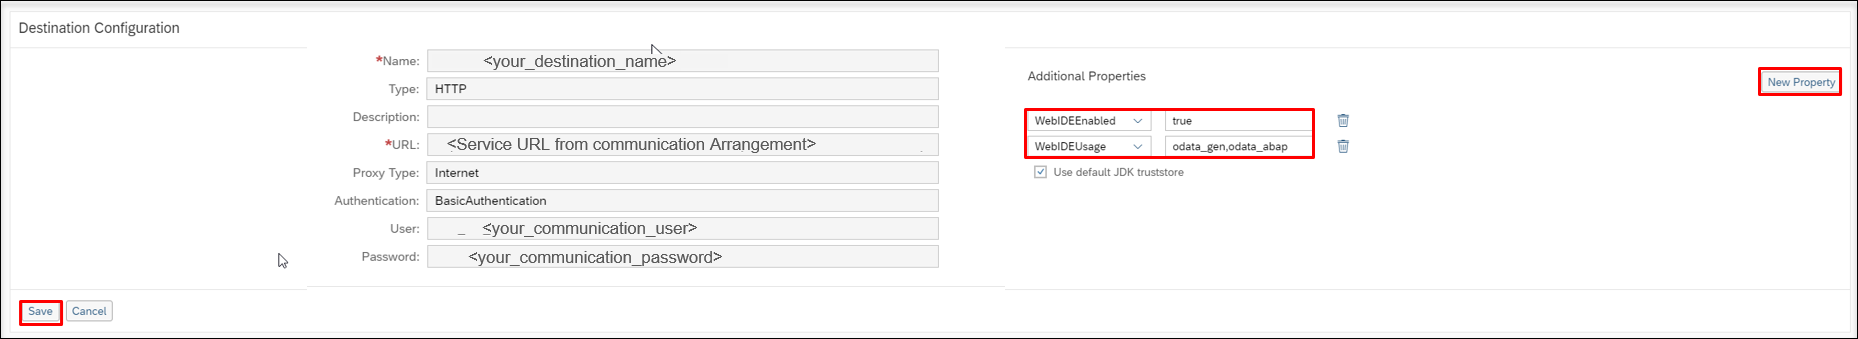 Destination Configuration
*Name: <your_destination_name>
Type: HTTP
Description:
*URL: <Service URL from communication Arrangement>
Proxy Type: Internet
Authentication: BasicAuthentication
User: <your_communication_user>
Password: <your_communication_password>
Additional Properties
New Property
WebIDEEnabled true
WebIDEUsage odata_gen,odata_abap
Use default JDK truststore
Save Cancel